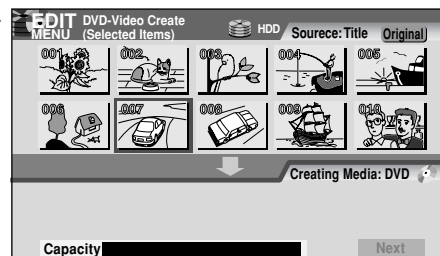 EDIT MENU DVD-Video Create (Selected Items)
HDD
Sourece: Title Original
001 002 003 004 005
006 007 008 009 010
Creating Media: DVD
Capacity
Next